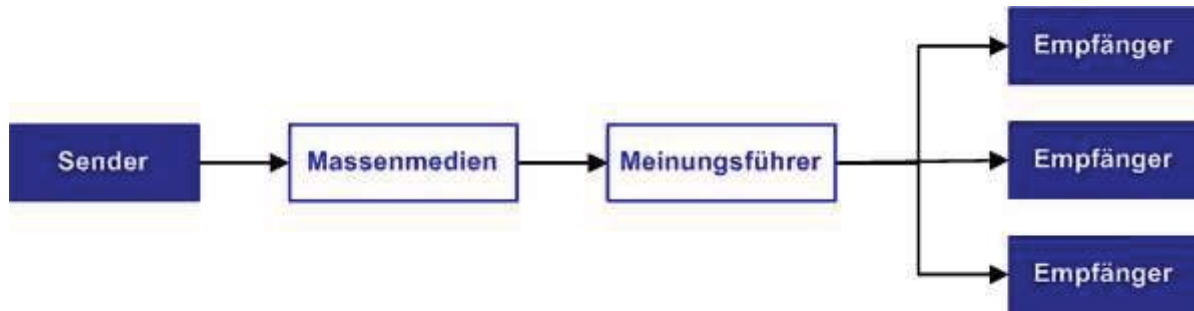 Empfänger
Sender
Massenmedien
Meinungsführer
Empfänger
Empfänger